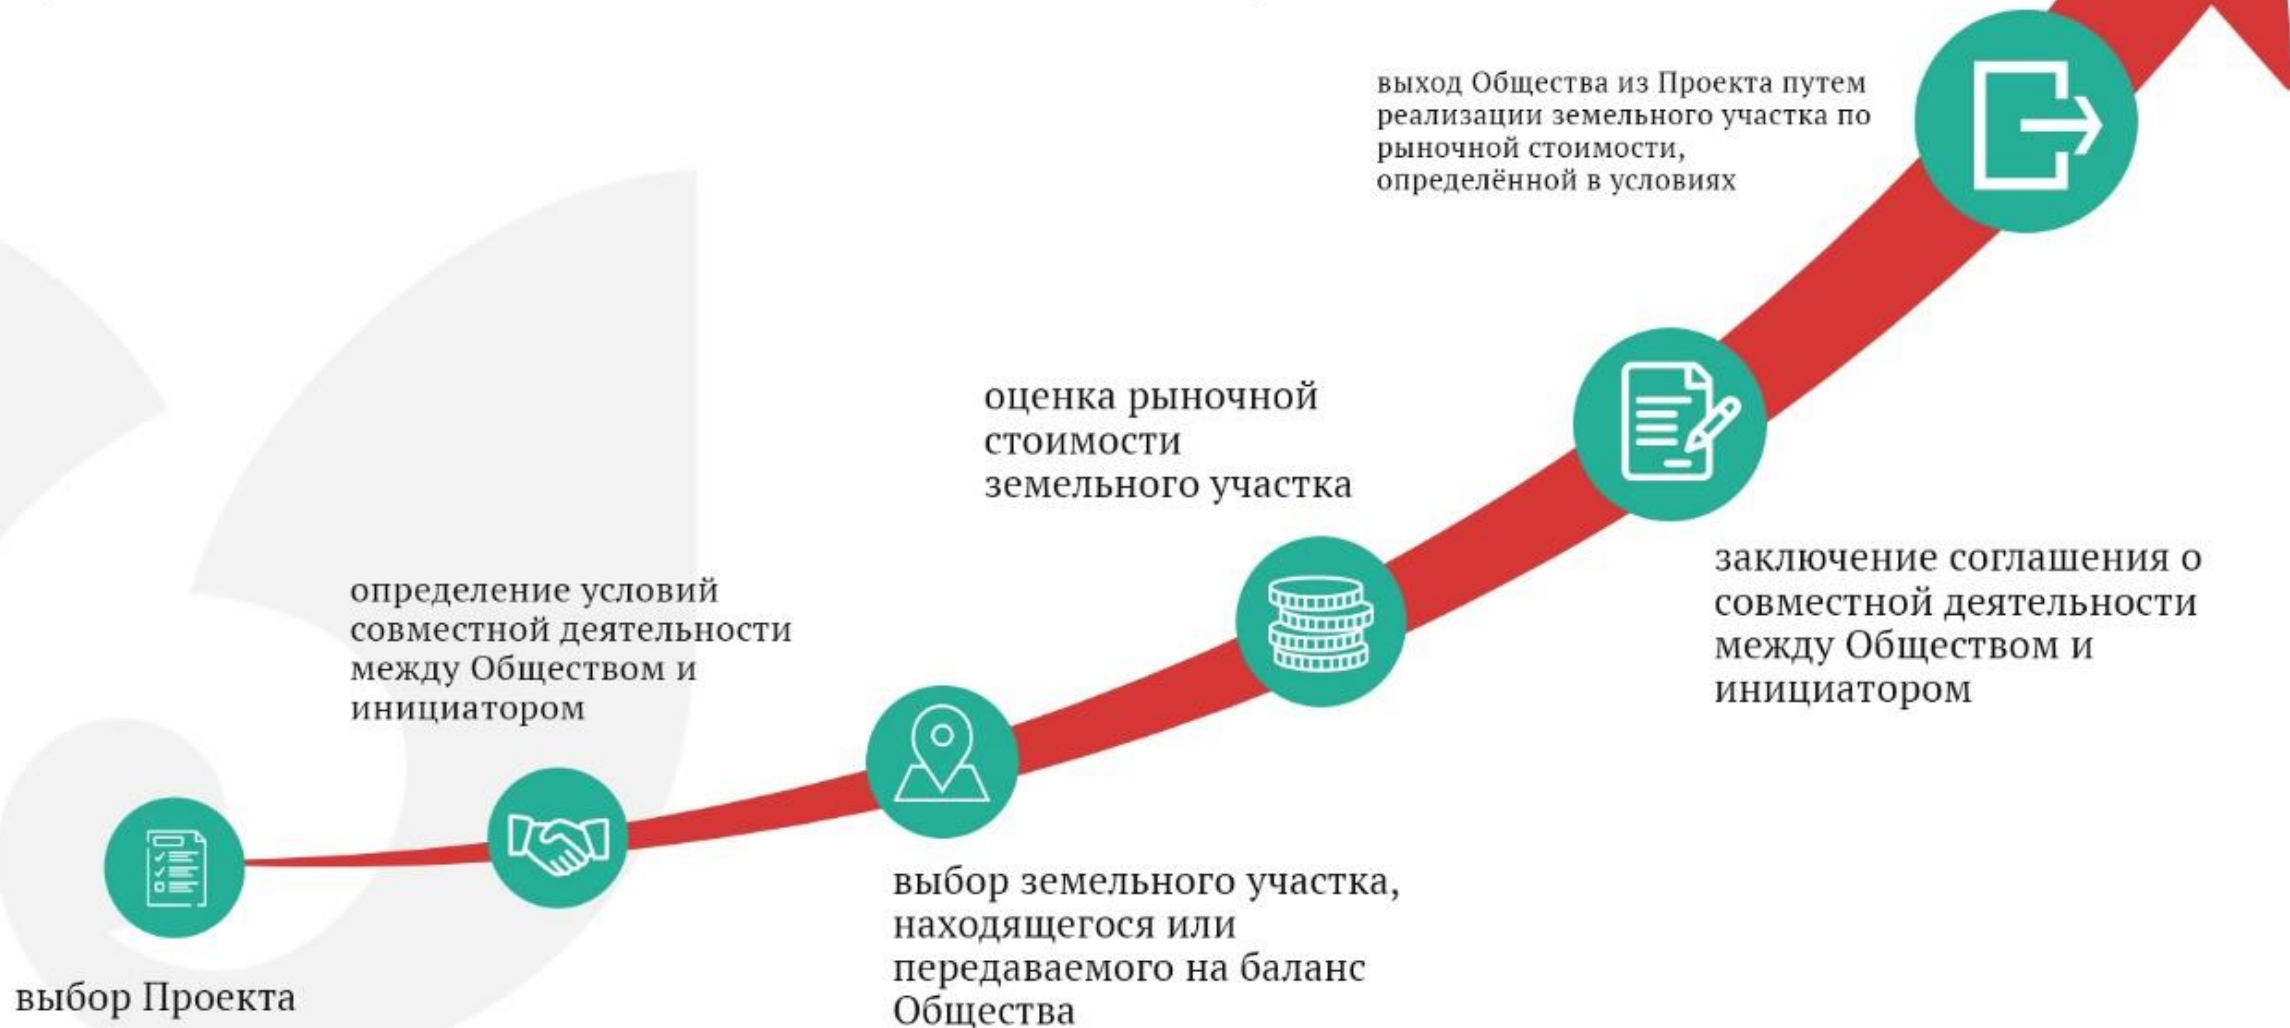 выход Общества из Проекта путем
реализации земельного участка по
рыночной стоимости,
определённой в условиях
оценка рыночной
стоимости
земельного участка
заключение соглашения о
совместной деятельности
между Обществом и
инициатором
определение условий
совместной деятельности
между Обществом и
инициатором
выбор земельного участка,
находящегося или
передаваемого на баланс
Общества
выбор Проекта